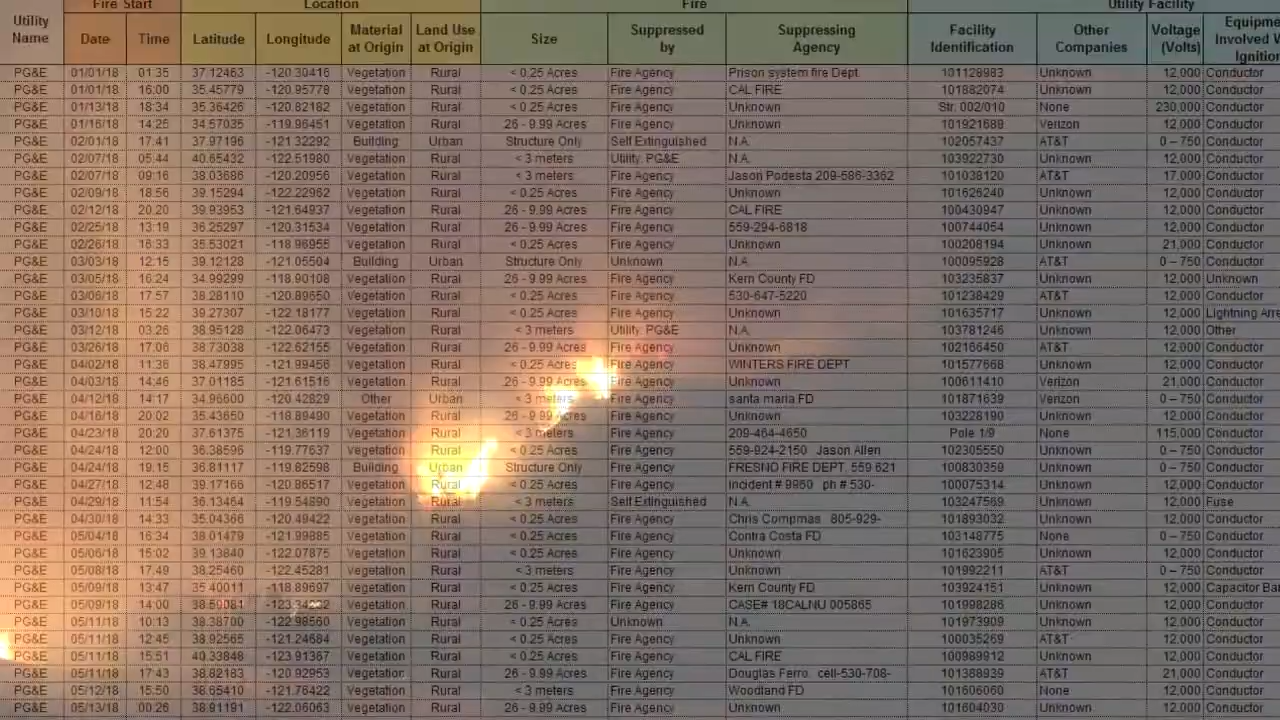 Fire Start Location Fire Utility Facility
Utility Name Date Time Latitude Longitude Material at Origin Land Use at Origin Size Suppressed by Suppressing Agency Facility Identification Other Companies Voltage (Volts) Equipme Involved W Ignition
PG&E 01/01/18 01:35 37.12463 -120.30416 Vegetation Rural < 0.25 Acres Fire Agency Prison system fire Dept. 101128983 Unknown 12,000 Conductor
PG&E 01/01/18 16:00 35.45779 -120.95778 Vegetation Rural < 0.25 Acres Fire Agency CAL FIRE 101882074 Unknown 12,000 Conductor
PG&E 01/13/18 18:34 35.36426 -120.82182 Vegetation Rural < 0.25 Acres Fire Agency Unknown Str. 002/010 None 230,000 Conductor
PG&E 01/16/18 14:25 34.57035 -119.96451 Vegetation Rural .26 - 9.99 Acres Fire Agency Unknown 101921689 Verizon 12,000 Conductor
PG&E 02/01/18 17:41 37.97196 -121.32292 Building Urban Structure Only Self Extinguished N.A. 102057437 AT&T 0 – 750 Conductor
PG&E 02/07/18 05:44 40.65432 -122.51980 Vegetation Rural < 3 meters Utility: PG&E N.A. 103922730 Unknown 12,000 Conductor
PG&E 02/07/18 09:16 38.03686 -120.20956 Vegetation Rural < 3 meters Fire Agency Jason Podesta 209-586-3362 101038120 AT&T 17,000 Conductor
PG&E 02/09/18 18:56 39.15294 -122.22962 Vegetation Rural < 0.25 Acres Fire Agency Unknown 101626240 Unknown 12,000 Conductor
PG&E 02/12/18 20:20 39.93953 -121.64937 Vegetation Rural .26 - 9.99 Acres Fire Agency CAL FIRE 100430947 Unknown 12,000 Conductor
PG&E 02/25/18 13:19 36.25297 -120.31534 Vegetation Rural .26 - 9.99 Acres Fire Agency 559-294-6818 100744054 Unknown 12,000 Conductor
PG&E 02/26/18 16:33 35.53021 -118.96955 Vegetation Rural < 0.25 Acres Fire Agency Unknown 100208194 Unknown 21,000 Conductor
PG&E 03/03/18 12:15 39.12128 -121.05504 Building Urban Structure Only Unknown N.A. 100095928 AT&T 0 – 750 Conductor
PG&E 03/05/18 16:24 34.99299 -118.90108 Vegetation Rural .26 - 9.99 Acres Fire Agency Kern County FD 103235837 Unknown 12,000 Unknown
PG&E 03/06/18 17:57 38.28110 -120.89650 Vegetation Rural < 0.25 Acres Fire Agency 530-647-5220 101238429 AT&T 12,000 Conductor
PG&E 03/10/18 15:22 39.27307 -122.18177 Vegetation Rural < 0.25 Acres Fire Agency Unknown 101635717 Unknown 12,000 Lightning Arre
PG&E 03/12/18 03:26 38.95128 -122.06473 Vegetation Rural < 3 meters Utility: PG&E N.A. 103781246 Unknown 12,000 Other
PG&E 03/26/18 17:06 38.73038 -122.62155 Vegetation Rural .26 - 9.99 Acres Fire Agency Unknown 102166450 AT&T 12,000 Conductor
PG&E 04/02/18 11:36 38.47995 -121.99456 Vegetation Rural < 0.25 Acres Fire Agency WINTERS FIRE DEPT 101577668 Unknown 12,000 Conductor
PG&E 04/03/18 14:46 37.01185 -121.61516 Vegetation Rural .26 - 9.99 Acres Fire Agency Unknown 100611410 Verizon 21,000 Conductor
PG&E 04/12/18 14:17 34.96600 -120.42829 Other Urban < 3 meters Fire Agency santa maria FD 101871639 Verizon 0 – 750 Conductor
PG&E 04/16/18 20:02 35.43650 -118.89490 Vegetation Rural .26 - 9.99 Acres Fire Agency Unknown 103228191 Unknown 12,000 Conductor
PG&E 04/23/18 20:20 37.61375 -121.36119 Vegetation Rural < 3 meters Fire Agency 209-464-4650 Pole 1/9 None 115,000 Conductor
PG&E 04/24/18 12:00 36.38596 -119.77637 Vegetation Rural < 0.25 Acres Fire Agency 559-924-2150 Jason Allen 102305550 Unknown 0 – 750 Conductor
PG&E 04/24/18 19:15 36.81117 -119.82598 Building Urban Structure Only Fire Agency FRESNO FIRE DEPT. 559 621 100830359 Unknown 0 – 750 Conductor
PG&E 04/27/18 12:48 39.17166 -120.86517 Vegetation Rural < 0.25 Acres Fire Agency Incident # 9950 ph # 530- 100075314 Unknown 12,000 Conductor
PG&E 04/29/18 11:54 36.13464 -119.54890 Vegetation Rural < 3 meters Self Extinguished N.A. 103247569 Unknown 12,000 Fuse
PG&E 04/30/18 14:33 35.04366 -120.49422 Vegetation Rural < 0.25 Acres Fire Agency Chris Compmas 805-929- 101893032 Unknown 12,000 Conductor
PG&E 05/04/18 16:34 38.01479 -121.99885 Vegetation Rural < 0.25 Acres Fire Agency Contra Costa FD 103148775 None 0 – 750 Conductor
PG&E 05/06/18 15:02 39.13840 -122.07875 Vegetation Rural < 0.25 Acres Fire Agency Unknown 101623905 Unknown 12,000 Conductor
PG&E 05/08/18 17:49 38.25460 -122.45281 Vegetation Rural < 3 meters Fire Agency Unknown 101992211 AT&T 0 – 750 Conductor
PG&E 05/09/18 13:47 35.40011 -118.89697 Vegetation Rural < 0.25 Acres Fire Agency Kern County FD 103924151 Unknown 12,000 Capacitor Ba
PG&E 05/09/18 14:00 38.59081 Vegetation Rural .26 - 9.99 Acres Fire Agency CASE# 18CALNU 005865 101998286 Unknown 12,000 Conductor
PG&E 05/11/18 10:13 38.38700 -122.98560 Vegetation Rural < 0.25 Acres Unknown N.A. 101973909 Unknown 12,000 Conductor
PG&E 05/11/18 12:45 38.92565 -121.24684 Vegetation Rural < 0.25 Acres Fire Agency Unknown 100035269 AT&T 12,000 Conductor
PG&E 05/11/18 15:51 40.33848 -123.91367 Vegetation Rural < 0.25 Acres Fire Agency CAL FIRE 100989912 Unknown 12,000 Conductor
PG&E 05/11/18 17:43 38.82183 -120.92953 Vegetation Rural .26 - 9.99 Acres Fire Agency Douglas Ferro. cell-530-708- 101388939 AT&T 21,000 Conductor
PG&E 05/12/18 15:50 38.65410 -121.76422 Vegetation Rural < 3 meters Fire Agency Woodland FD 101606060 None 12,000 Conductor
PG&E 05/13/18 00:26 38.91191 -122.06063 Vegetation Rural .26 - 9.99 Acres Fire Agency Unknown 101604030 Unknown 12,000 Conductor